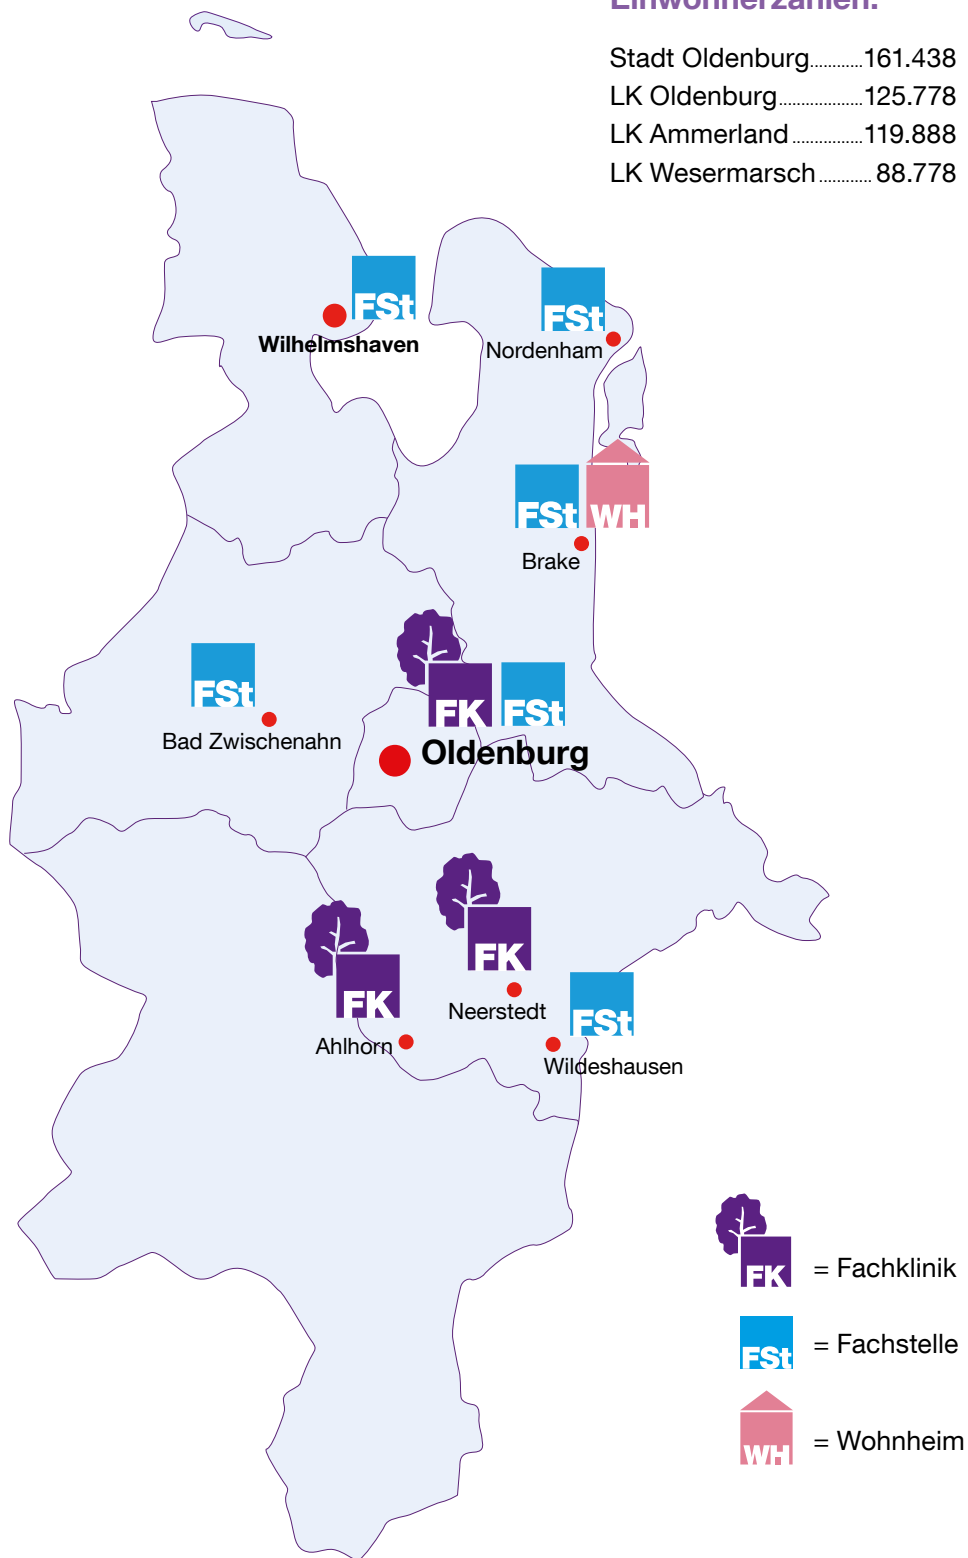 Einwohnerzahlen:
Stadt Oldenburg............161.438
LK Oldenburg...................125.778
LK Ammerland................119.888
LK Wesermarsch............88.778
FSt
Wilhelmshaven
FSt
Nordenham
FSt WH
Brake
FSt
Bad Zwischenahn
FK FSt
Oldenburg
FK
Neerstedt
FK
Ahlhorn
FSt
Wildeshausen
FK = Fachklinik
FSt = Fachstelle
WH = Wohnheim